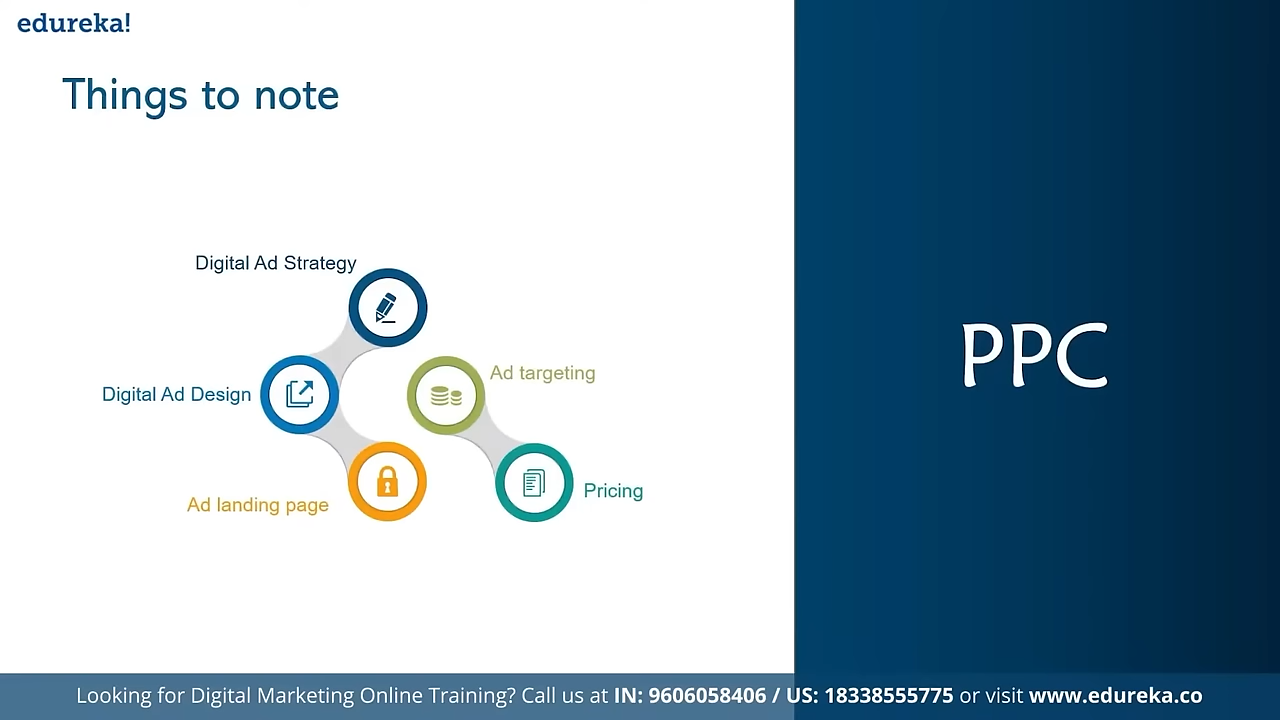 edureka!
Things to note
Digital Ad Strategy
Ad targeting
Digital Ad Design
Pricing
Ad landing page
PPC
Looking for Digital Marketing Online Training? Call us at IN: 9606058406 / US: 18338555775 or visit www.edureka.co